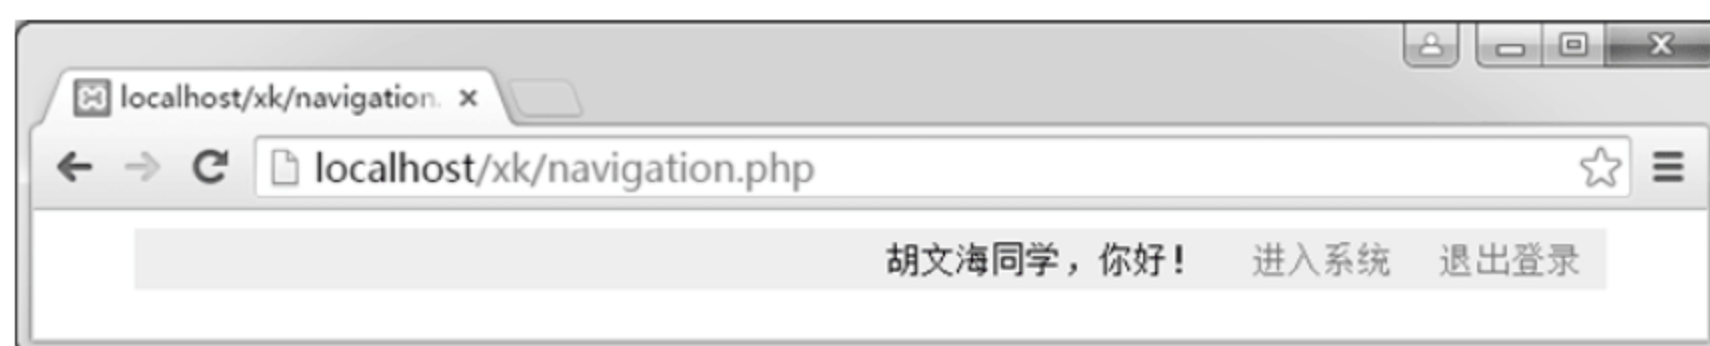 localhost/xk/navigation.
localhost/xk/navigation.php
胡文海同学，你好！ 进入系统 退出登录